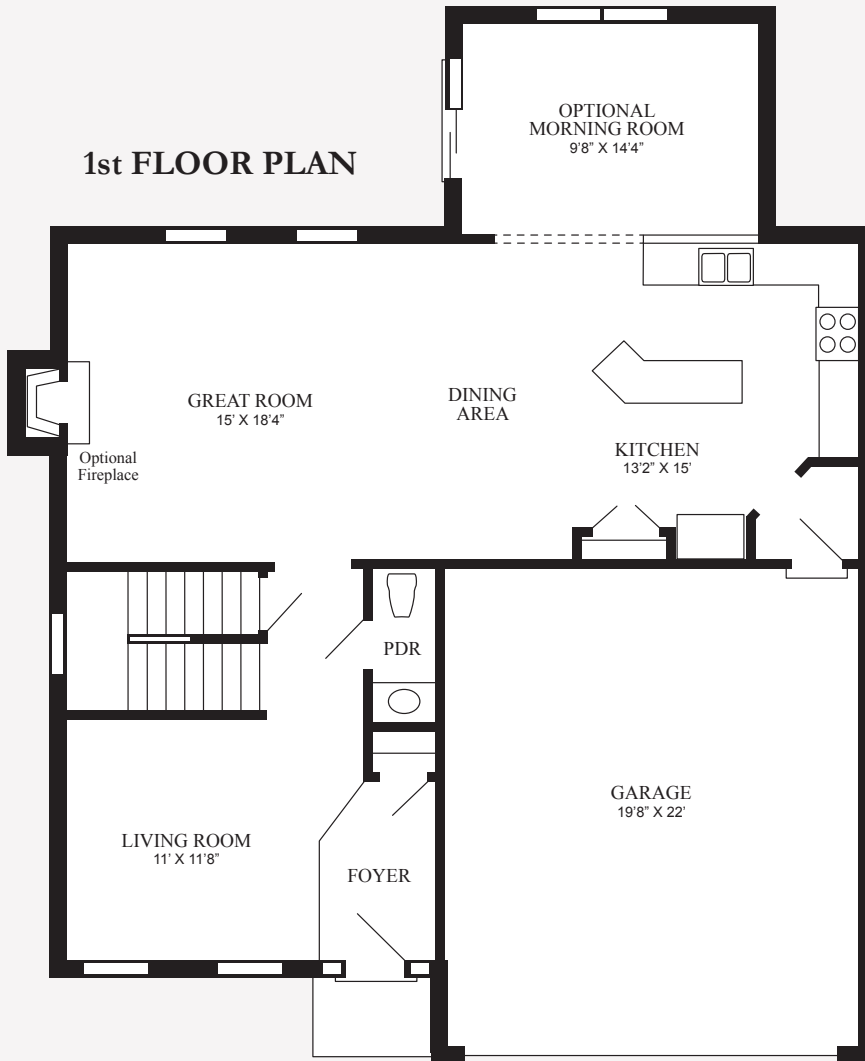 1st FLOOR PLAN
OPTIONAL
MORNING ROOM
9'8" X 14'4"
GREAT ROOM
15' X 18'4"
DINING
AREA
Optional
Fireplace
KITCHEN
13'2" X 15'
PDR
LIVING ROOM
11' X 11'8"
FOYER
GARAGE
19'8" X 22'